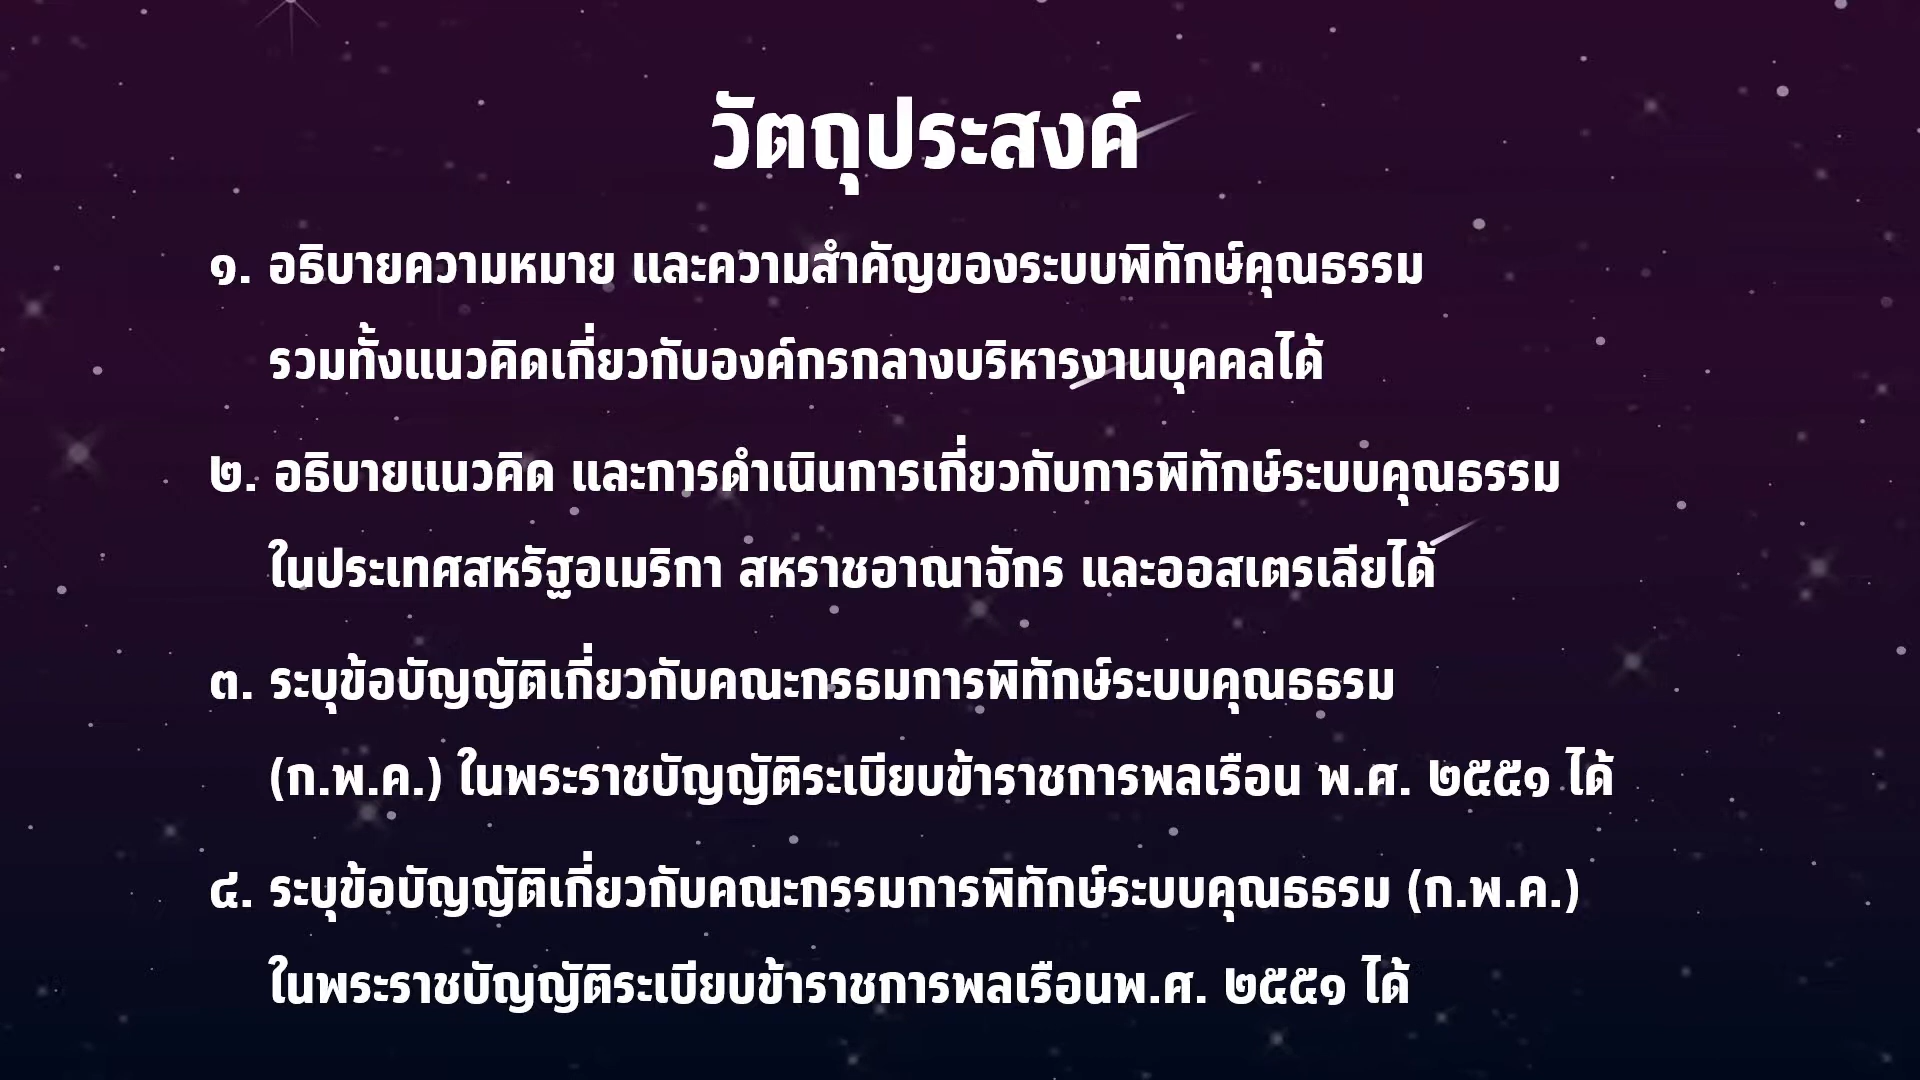 วัตถุประสงค์
๑. อธิบายความหมาย และความสำคัญของระบบพิทักษ์คุณธรรม
รวมทั้งแนวคิดเกี่ยวกับองค์กรกลางบริหารงานบุคคลได้
๒. อธิบายแนวคิด และการดำเนินการเกี่ยวกับการพิทักษ์ระบบคุณธรรม
ในประเทศสหรัฐอเมริกา สหราชอาณาจักร และออสเตรเลียได้
๓. ระบุข้อบัญญัติเกี่ยวกับคณะกรธมการพิทักษ์ระบบคุณธธรม
(ก.พ.ค.) ในพระราชบัญญัติระเบียบข้าราชการพลเรือน พ.ศ. ๒๕๕๑ ได้
๔. ระบุข้อบัญญัติเกี่ยวกับคณะกรรมการพิทักษ์ระบบคุณธธรม (ก.พ.ค.)
ในพระราชบัญญัติระเบียบข้าราชการพลเรือนพ.ศ. ๒๕๕๑ ได้